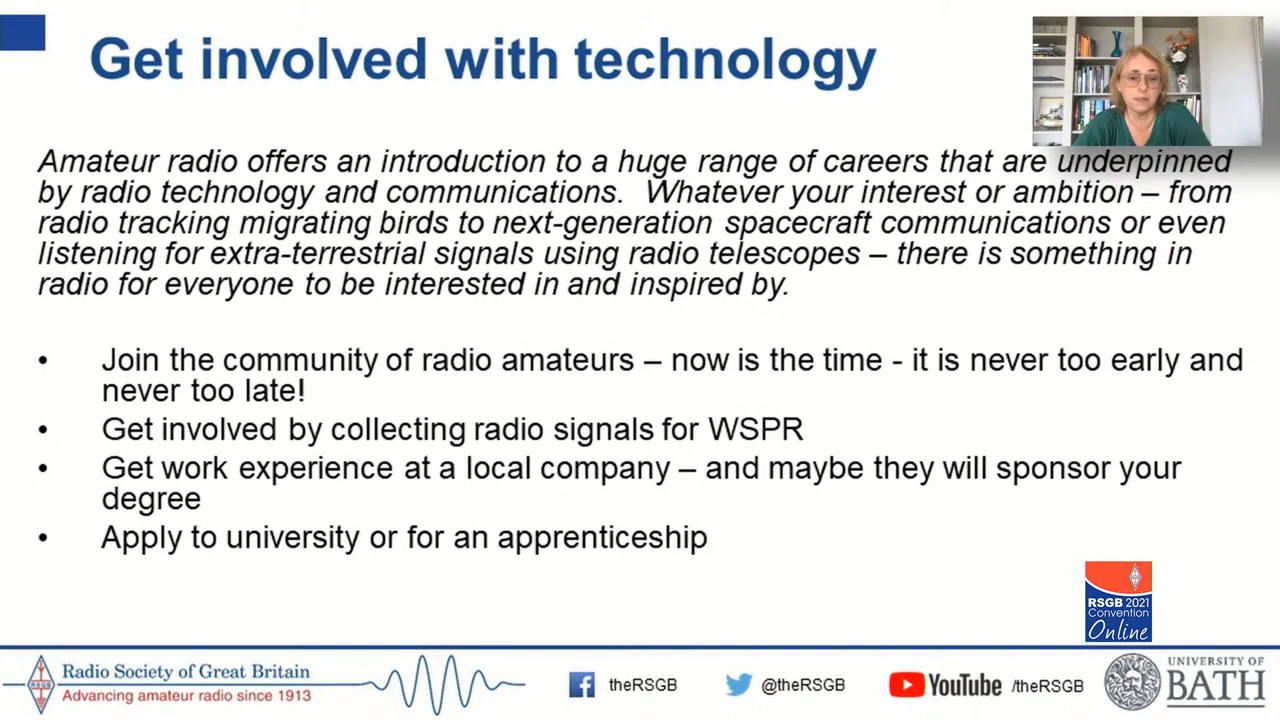 Get involved with technology
Amateur radio offers an introduction to a huge range of careers that are underpinned
by radio technology and communications.  Whatever your interest or ambition – from
radio tracking migrating birds to next-generation spacecraft communications or even
listening for extra-terrestrial signals using radio telescopes – there is something in
radio for everyone to be interested in and inspired by.
• Join the community of radio amateurs – now is the time - it is never too early and
never too late!
• Get involved by collecting radio signals for WSPR
• Get work experience at a local company – and maybe they will sponsor your
degree
• Apply to university or for an apprenticeship
RSGB 2021
Convention
Online
RSGB
Radio Society of Great Britain
Advancing amateur radio since 1913
theRSGB
@theRSGB
YouTube /theRSGB
UNIVERSITY OF
BATH